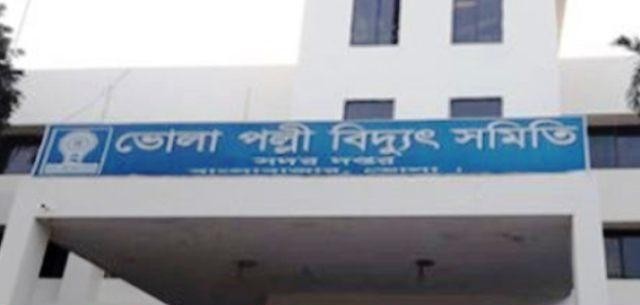 ভোলা পল্লী বিদ্যুৎ সমিতি
সদর দপ্তর
বাংলাবাজার, ভোলা ।